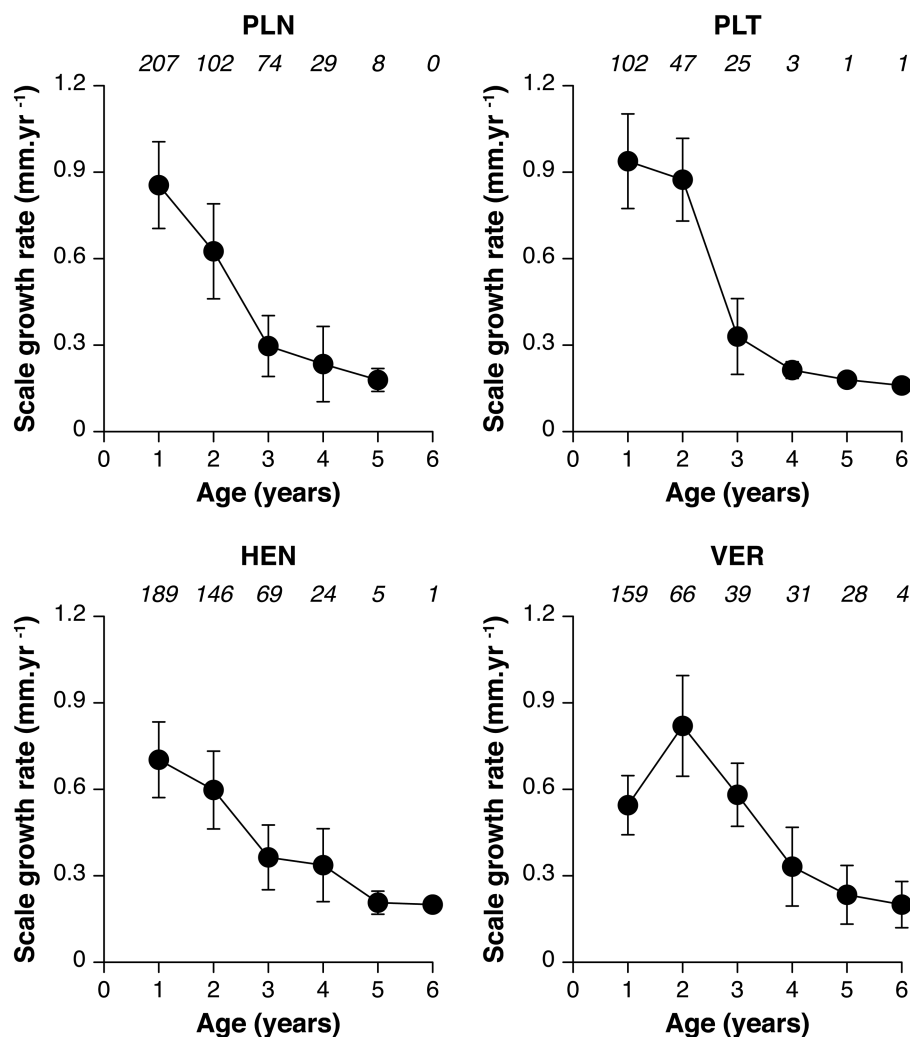 PLN
207 102 74 29 8 0
1.2
0.9
0.6
0.3
0
0 1 2 3 4 5 6
Age (years)
Scale growth rate (mm.yr -1)
PLT
102 47 25 3 1 1
1.2
0.9
0.6
0.3
0
0 1 2 3 4 5 6
Age (years)
Scale growth rate (mm.yr -1)
HEN
189 146 69 24 5 1
1.2
0.9
0.6
0.3
0
0 1 2 3 4 5 6
Age (years)
Scale growth rate (mm.yr -1)
VER
159 66 39 31 28 4
1.2
0.9
0.6
0.3
0
0 1 2 3 4 5 6
Age (years)
Scale growth rate (mm.yr -1)